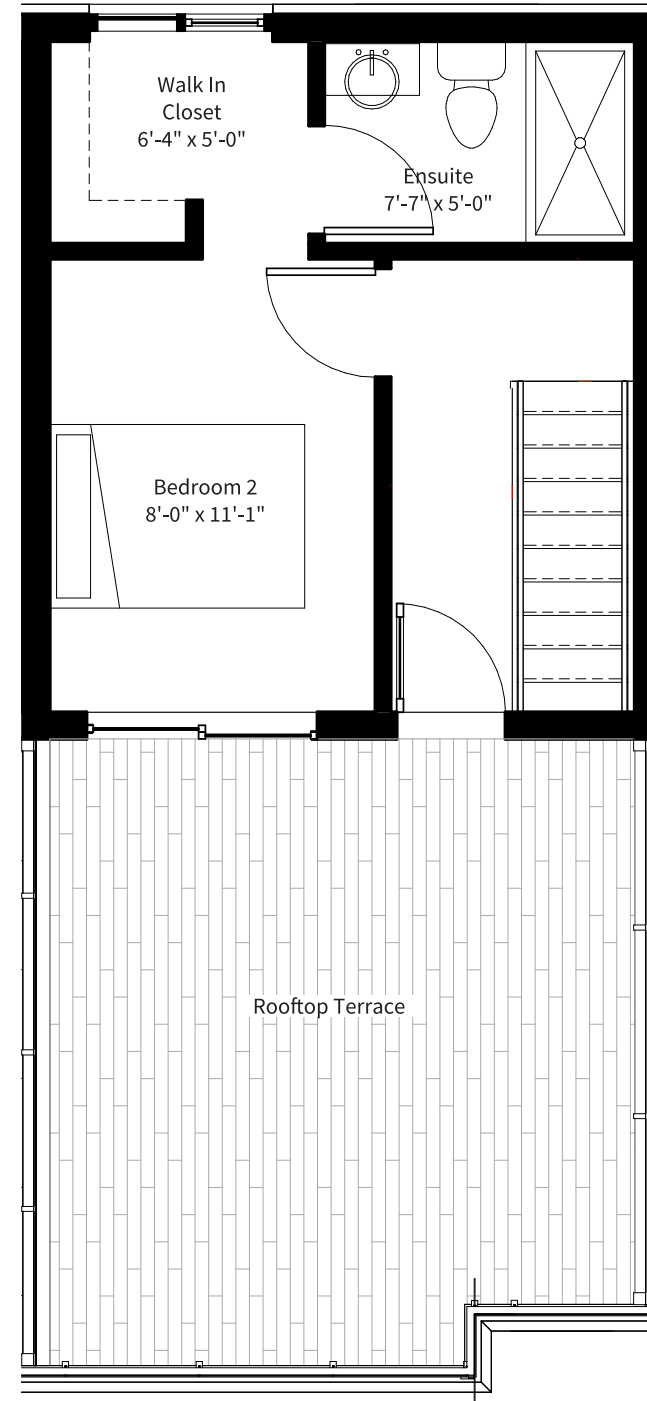 Walk In
Closet
6'-4" x 5'-0"
Ensuite
7'-7" x 5'-0"
Bedroom 2
8'-0" x 11'-1"
Rooftop Terrace